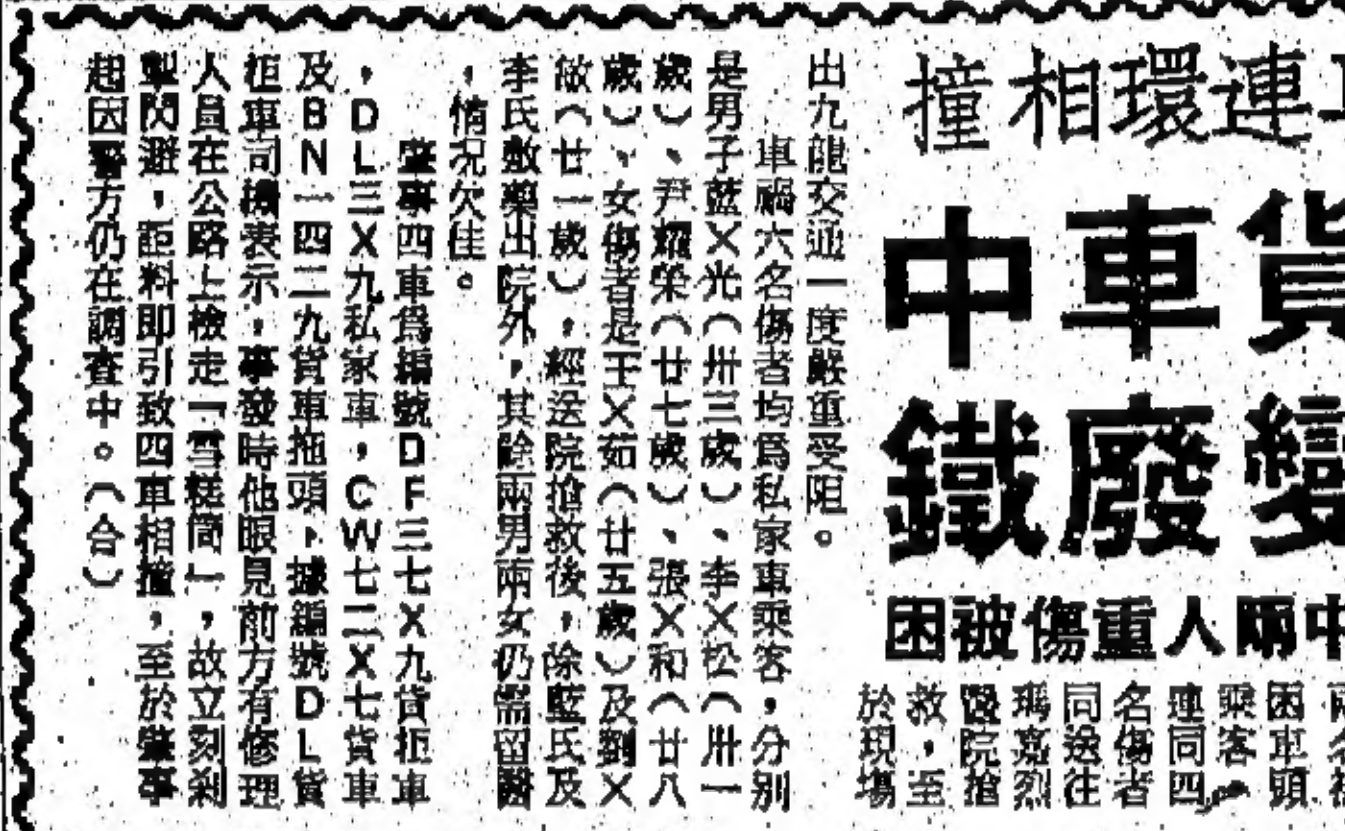 撞相環連
中車貨
鐵廢變
困被傷重人兩中
困車頭
乘客，
連同四
名傷者
同送往
瑪嘉烈
醫院搶
救，至
於現場
出九龍交通一度嚴重受阻。
車禍六名傷者均爲私家車乘客，分别
是男子藍X光（卅三歲）、李X松（卅一
歲）、尹耀榮（廿七歲）、張X和（廿八
歲）、女傷者是王X茹（廿五歲）及劉X
敏（廿一歲），經送院搶救後，除藍氏及
李氏敷藥出院外，其餘兩男兩女仍需留醫
，情况欠佳。
肇事四車爲編號DF三七X九貨柜車
，DL三X九私家車，CW七二X七貨車
及BN一四二九貨車拖頭，據編號DL貨
柜車司機表示，事發時他眼見前方有修理
人員在公路上檢走「雪糕筒」，故立刻刹
掣閃避，詎料即引致四車相撞，至於肇事
起因警方仍在調查中。（合）